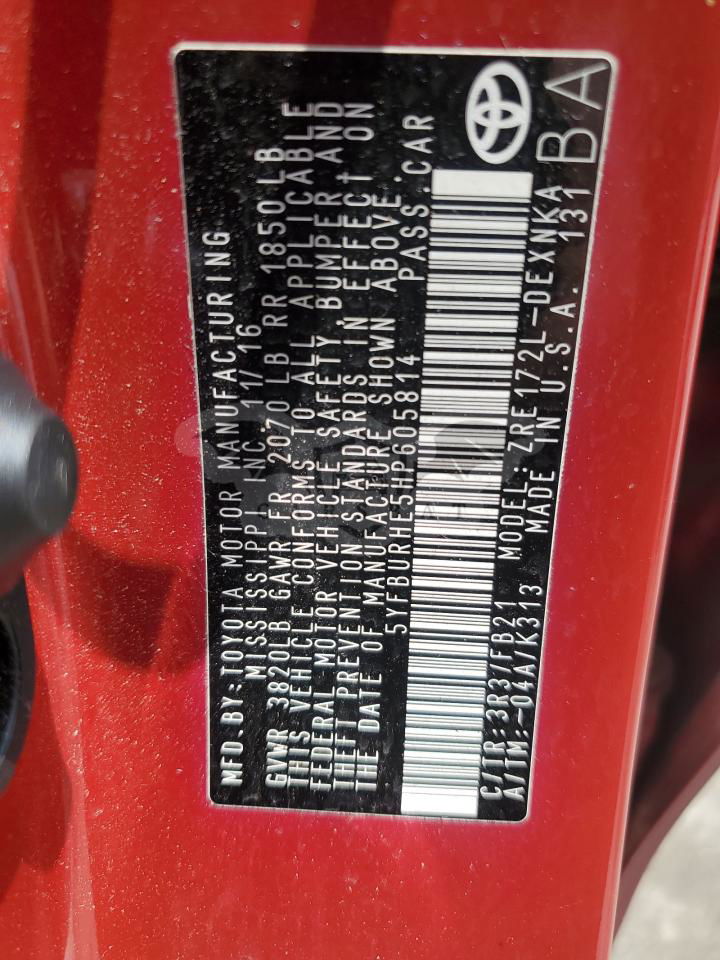 MFD.BY:TOYOTA MOTOR MANUFACTURING
MISSISSIPPI INC 11/16
GVWR 3820LB GAWR FR 2070 LB RR 1850LB
THIS VEHICLE CONFORMS TO ALL APPLICABLE
FEDERAL MOTOR VEHICLE SAFETY BUMPER AND
THEFT PREVENTION STANDARDS IN EFFECT ON
THE DATE OF MANUFACTURE SHOWN ABOVE.
5YFBURHE5HP605814 PASS.CAR
C/TR:3R3/FB21 MODEL:ZRE172L-DEXNKA
A/TM:-04A/K313 MADE IN U.S.A. 131
BA